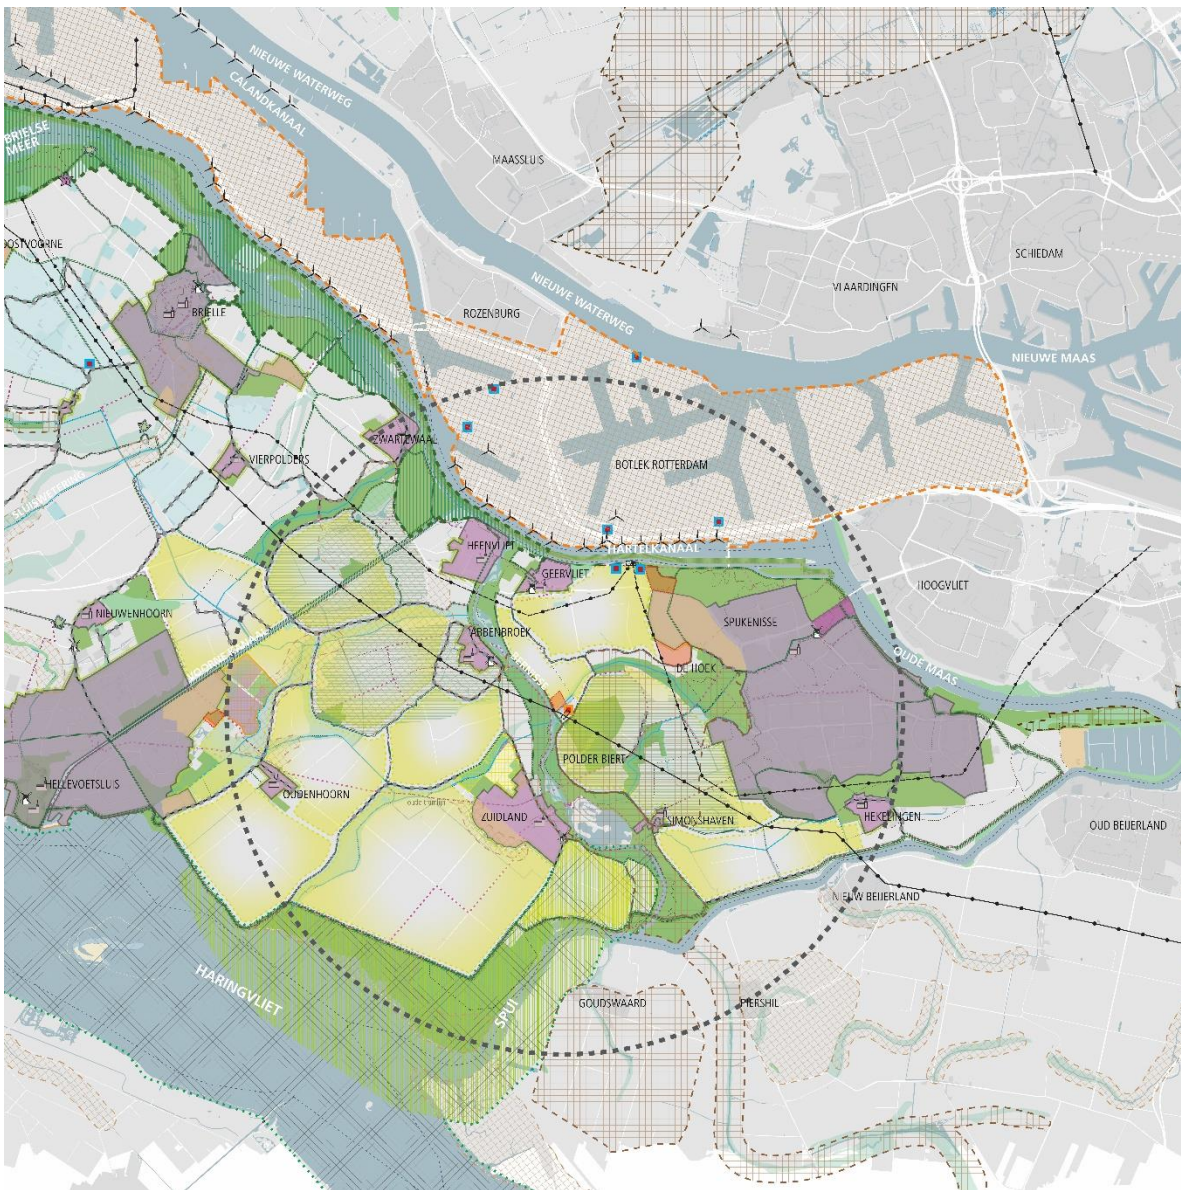 NIEUWE WATERWEG
CALANDKANAAL
BRIELSE
MEER
MAASSLUIS
OOSTVOORNE
SCHIEDAM
VLAARDINGEN
NIEUWE WATERWEG
ROZENBURG
BRIELLE
NIEUWE MAAS
ZWARTEWAAL
VIERPOLDERS
BOTLEK ROTTERDAM
HEENVLIET
HARTELKANAAL
GEERVLIET
HOOGVLIET
NIEUWENHOORN
ABBENBROEK
SPIJKENISSE
OUDE MAAS
DE HOEK
POLDER BIERT
HELLEVOETSLUIS
OUDENHOORN
ZUIDLAND
SIMONSHAVEN
HEKELINGEN
OUD BEIJERLAND
NIEUW BEIJERLAND
HARINGVLIET
SPUI
GOUDSWAARD
PIERSHIL